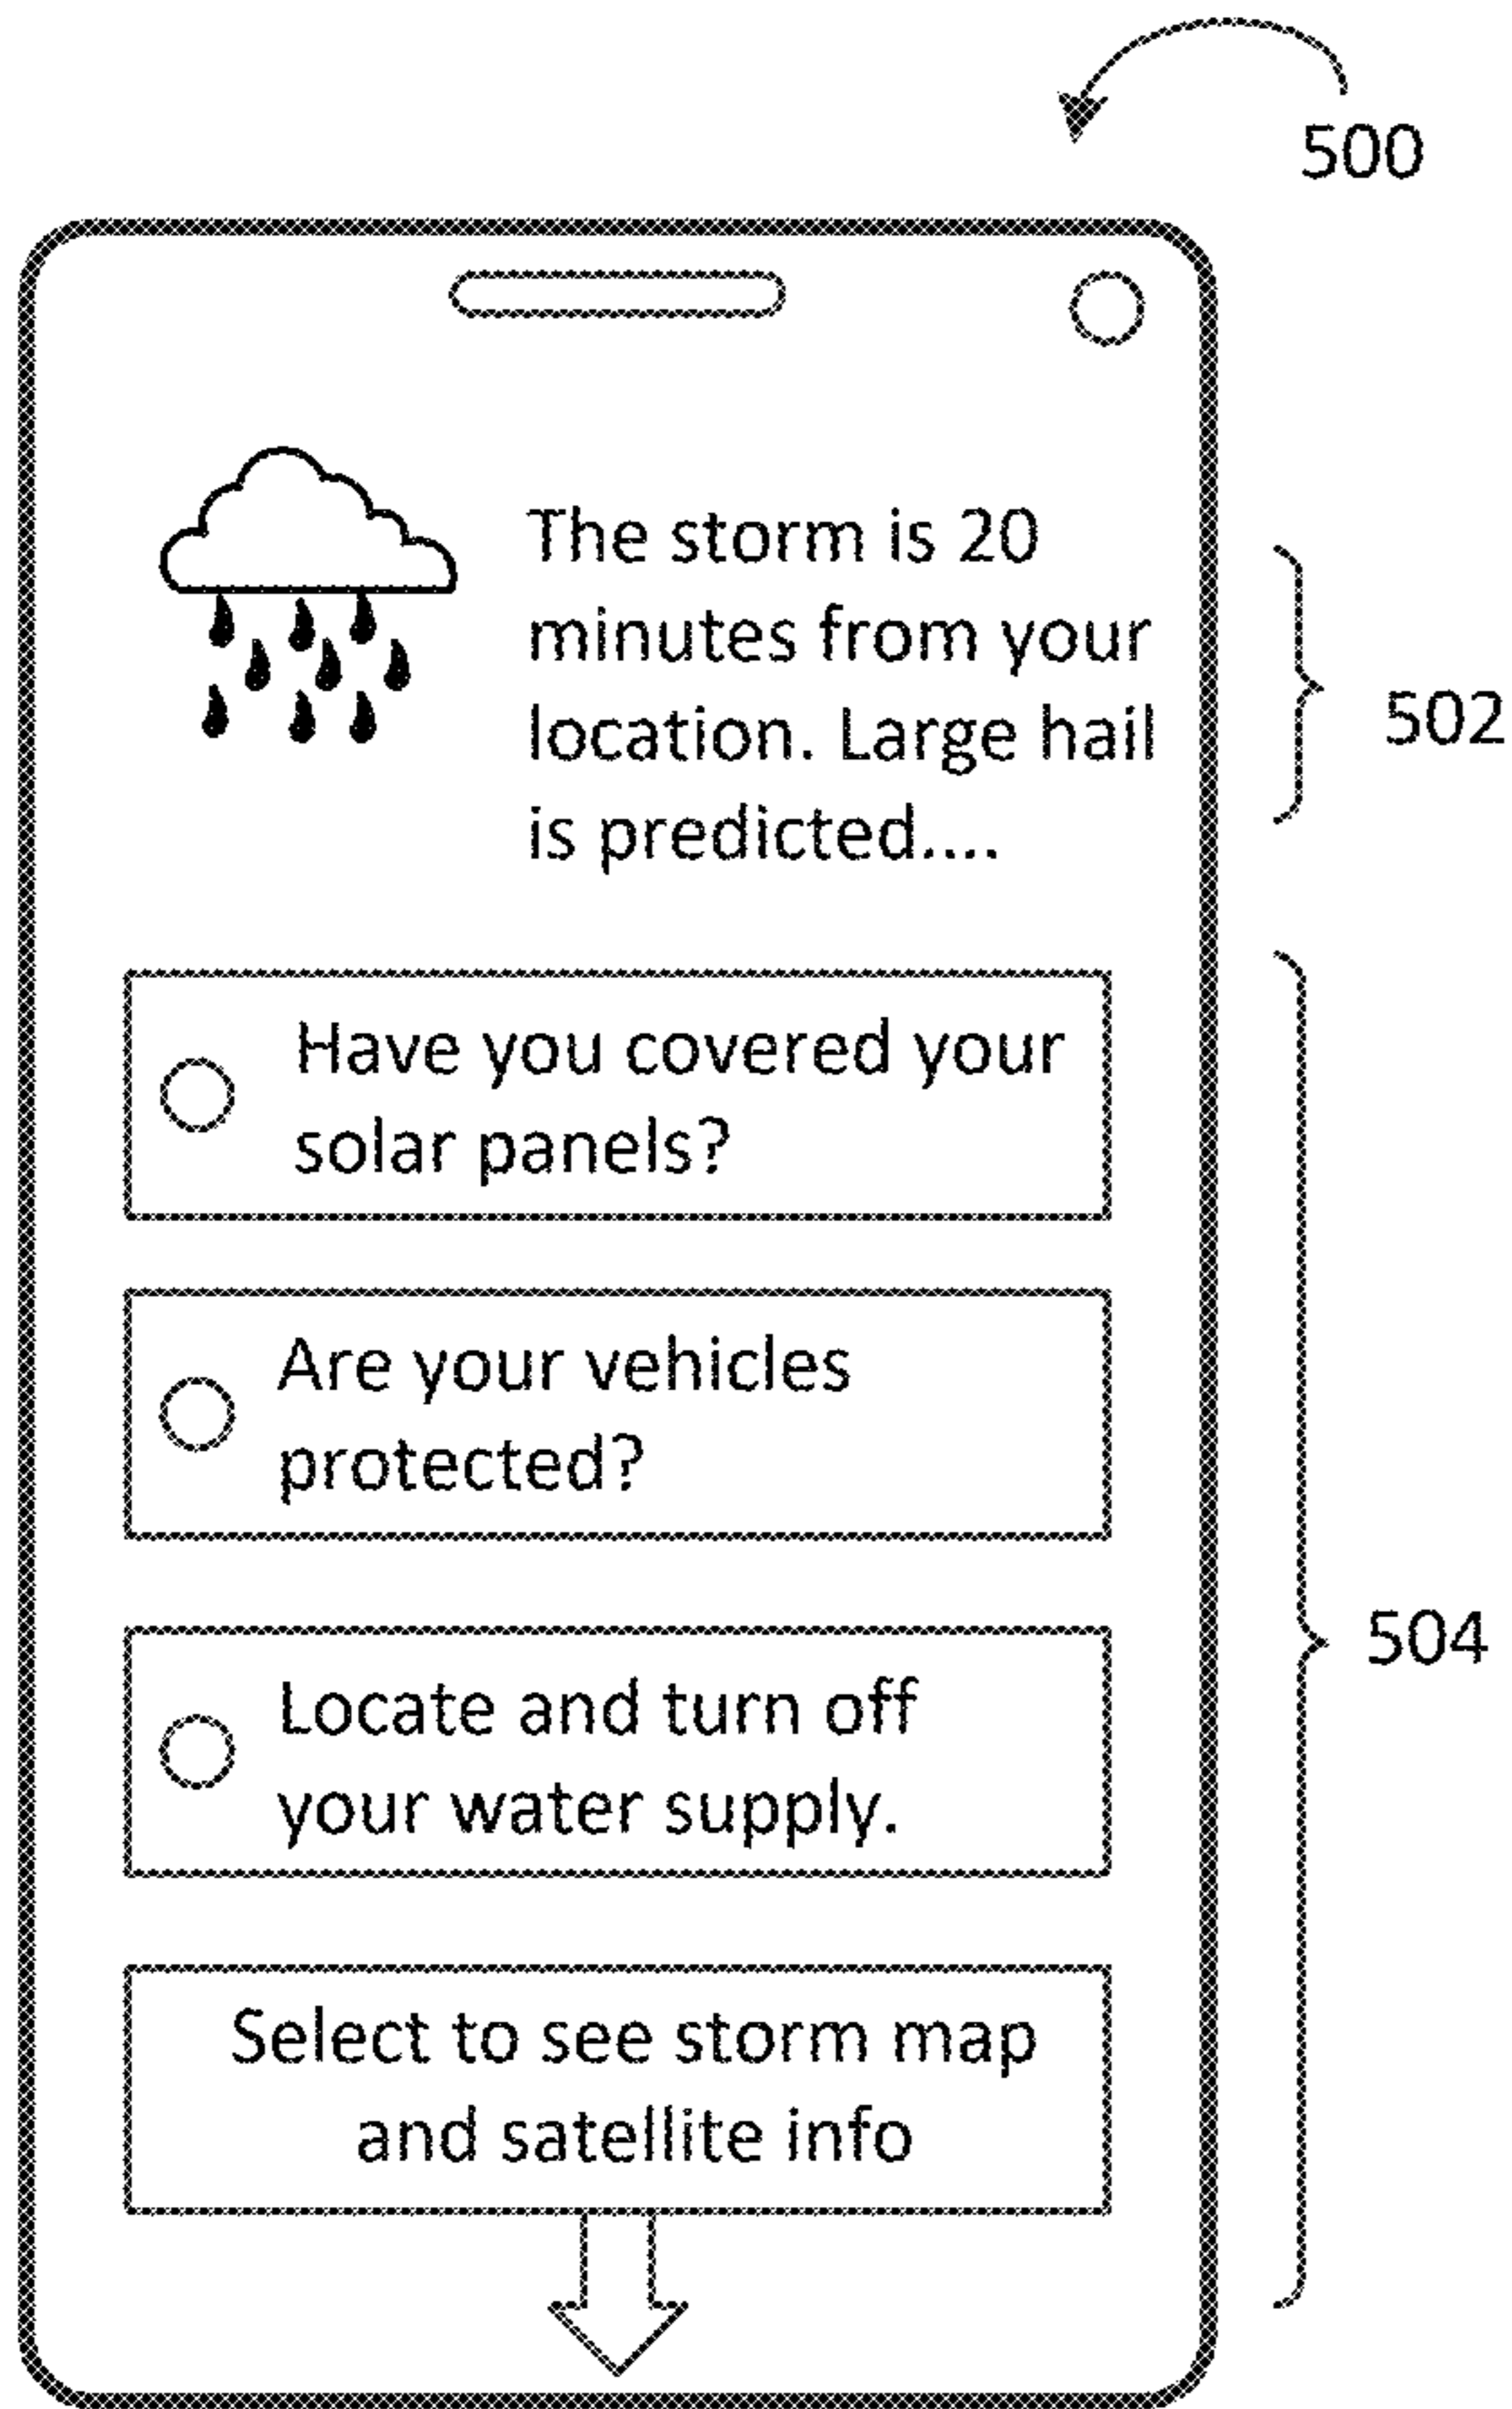 500
The storm is 20
minutes from your
location. Large hail
is predicted....
502
Have you covered your
solar panels?
Are your vehicles
protected?
Locate and turn off
your water supply.
504
Select to see storm map
and satellite info